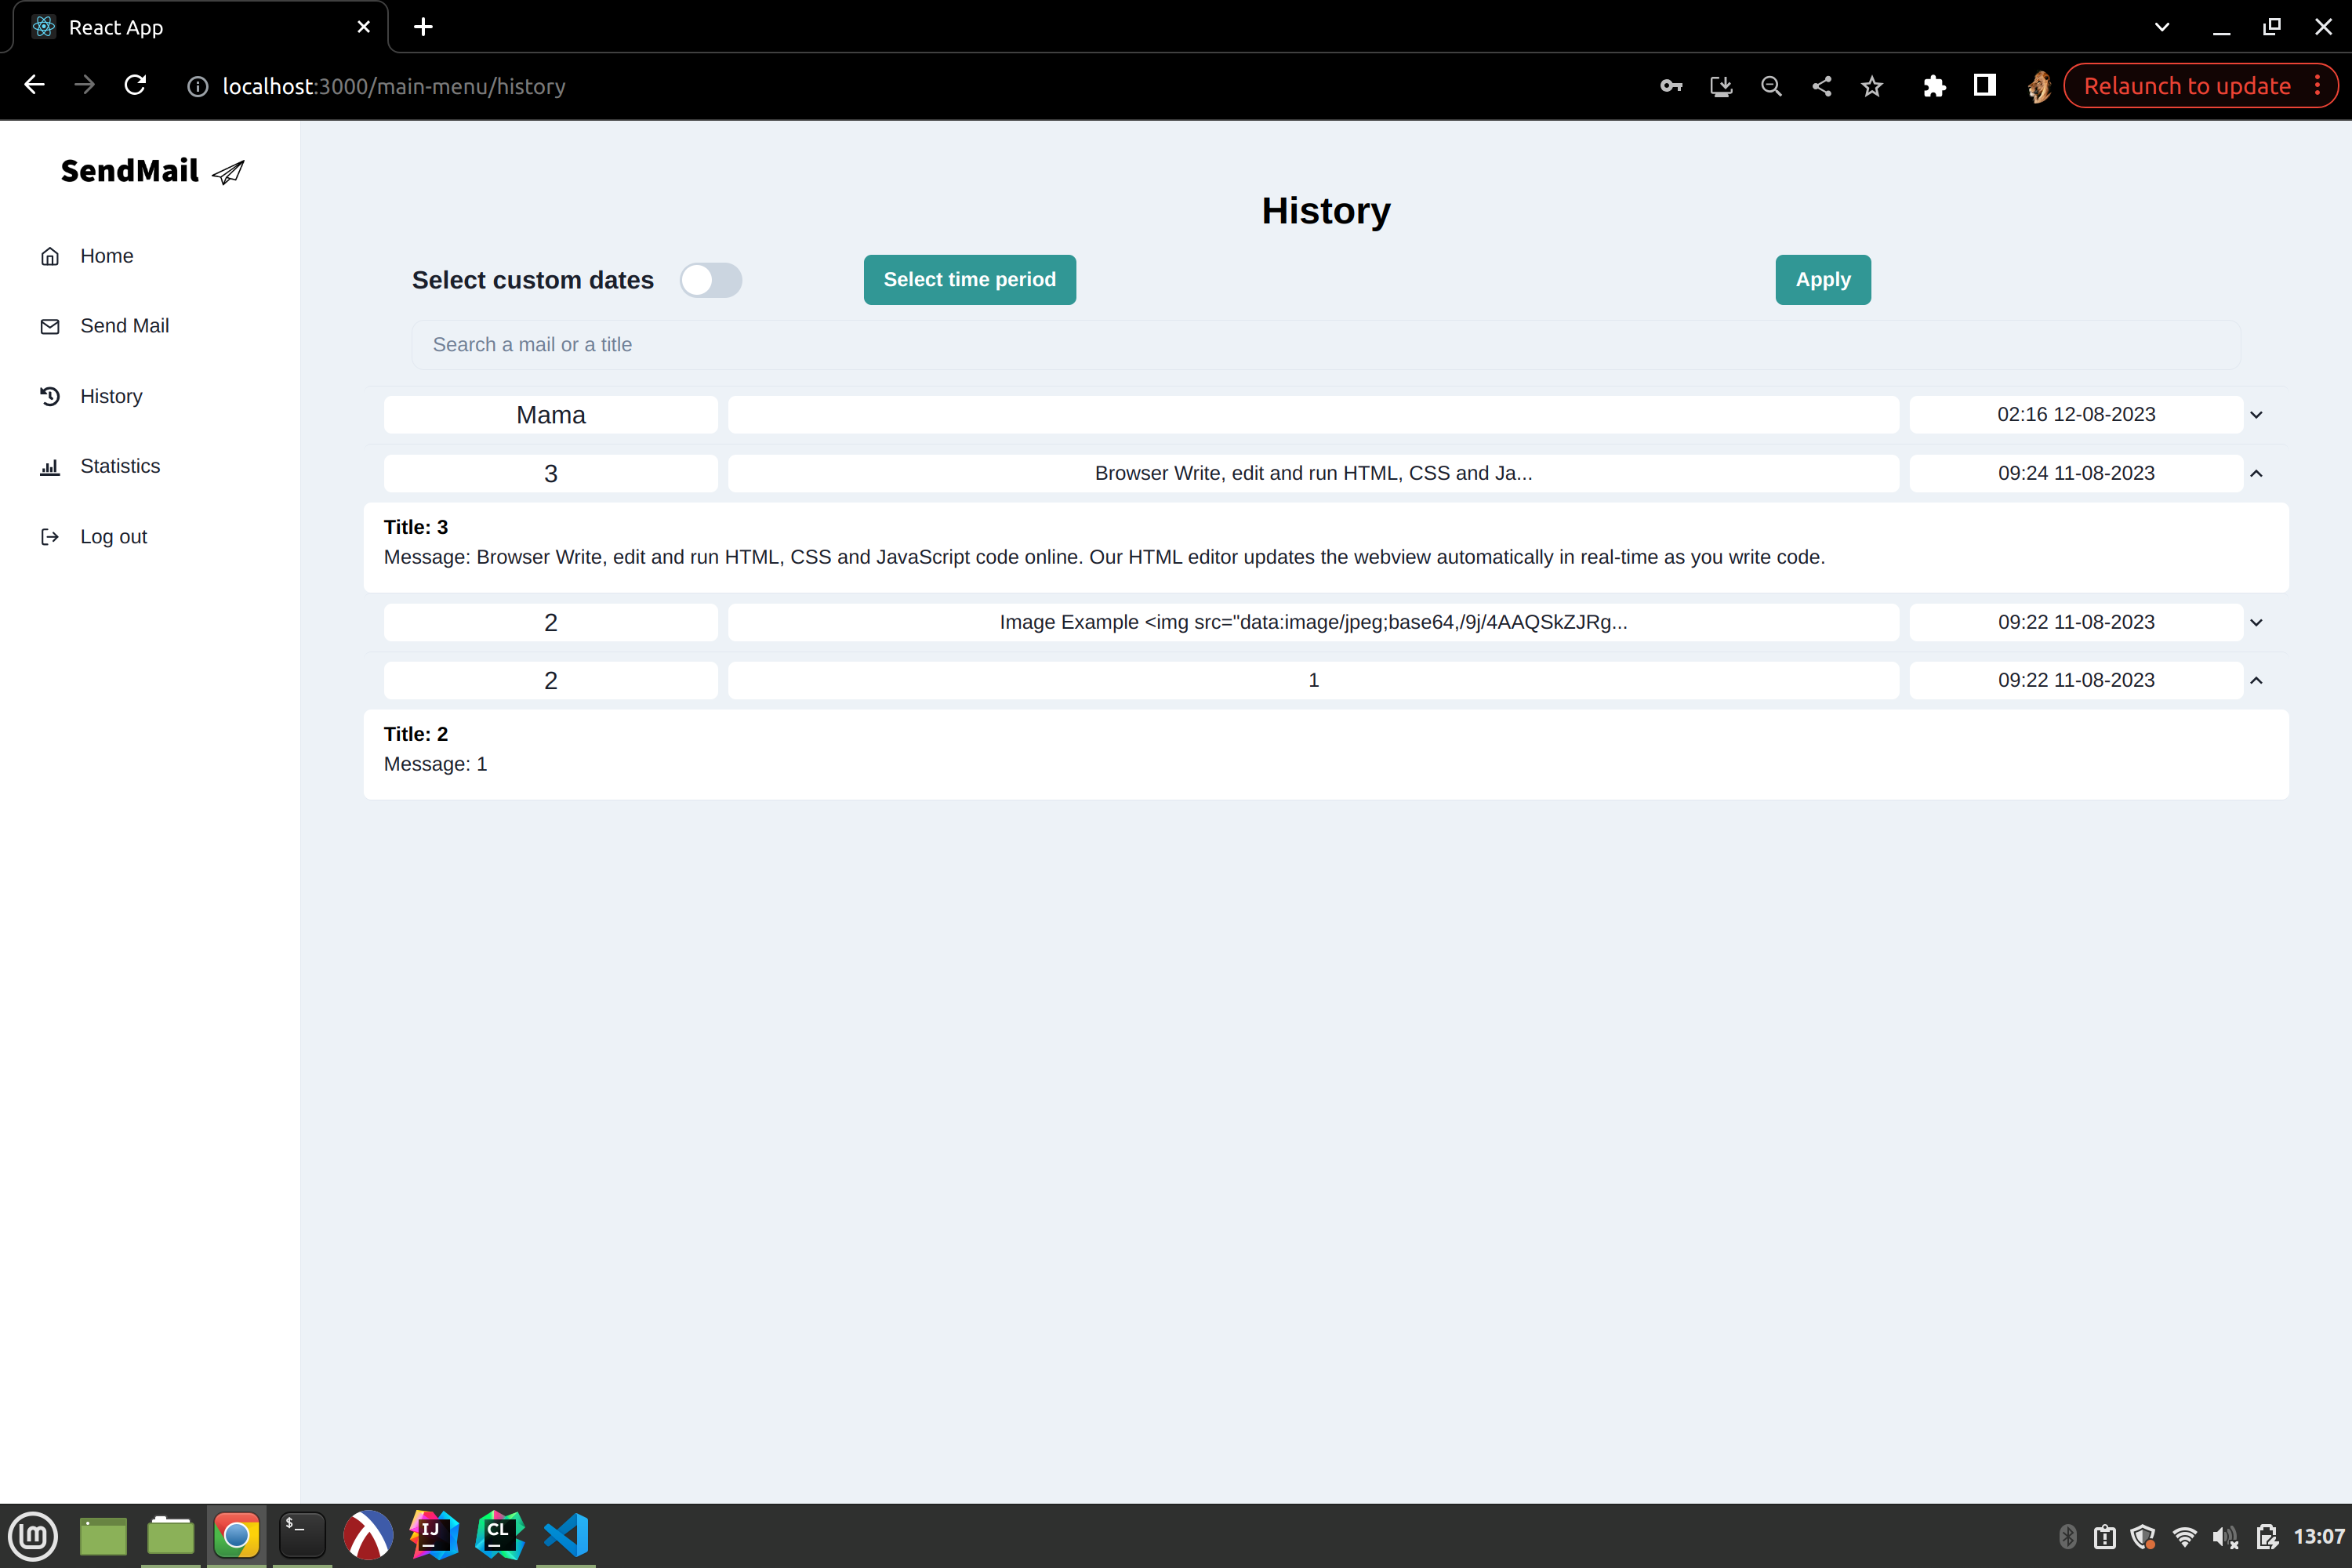 React App
localhost:3000/main-menu/history
Relaunch to update
SendMail
Home
Send Mail
History
Statistics
Log out
History
Select custom dates
Select time period
Apply
Search a mail or a title
Mama
02:16 12-08-2023
3
Browser Write, edit and run HTML, CSS and Ja...
09:24 11-08-2023
Title: 3
Message: Browser Write, edit and run HTML, CSS and JavaScript code online. Our HTML editor updates the webview automatically in real-time as you write code.
2
Image Example <img src="data:image/jpeg;base64,/9j/4AAQSkZJRg...
09:22 11-08-2023
2
1
09:22 11-08-2023
Title: 2
Message: 1
lm
$_
IJ
CL
13:07